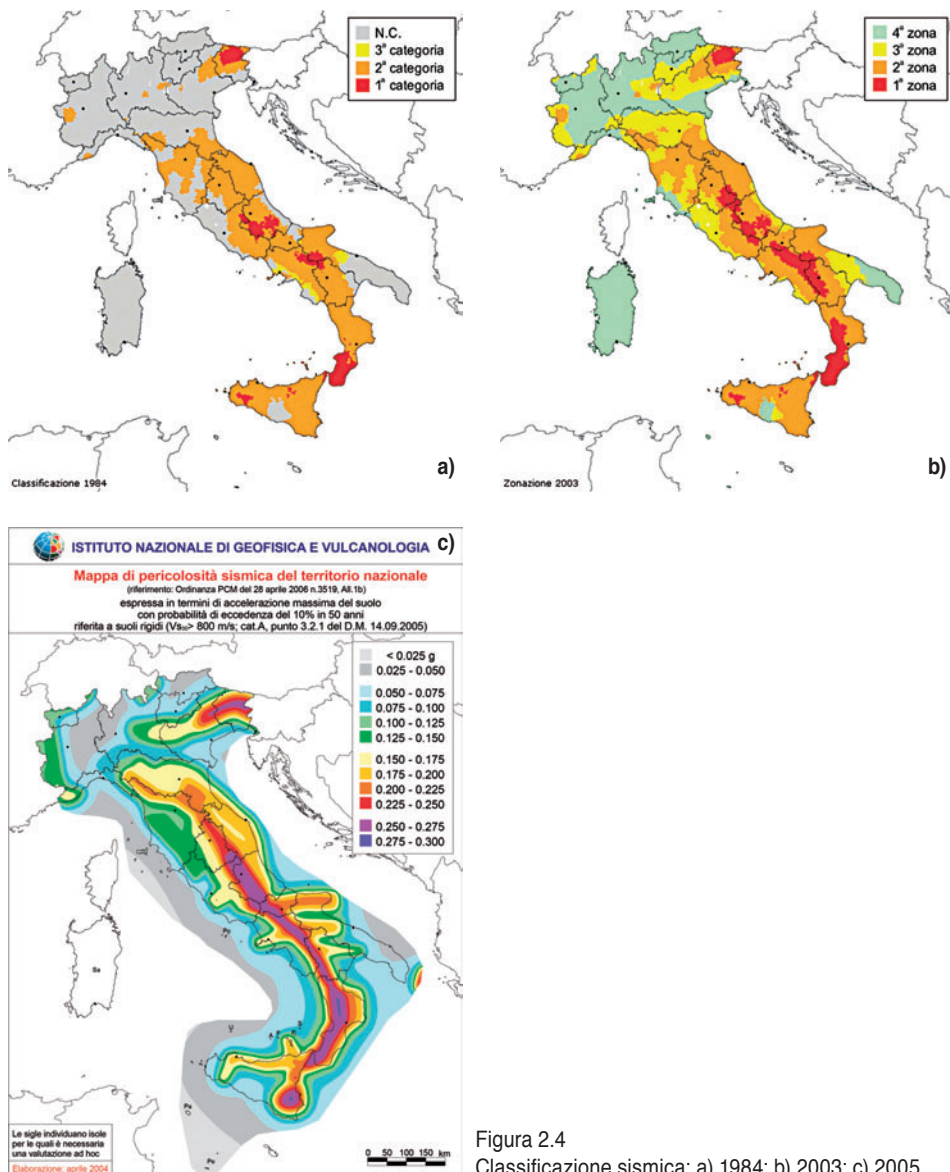 N.C.
3ª categoria
2ª categoria
1ª categoria
Classificazione 1984
a)
4ª zona
3ª zona
2ª zona
1ª zona
Zonazione 2003
b)
ISTITUTO NAZIONALE DI GEOFISICA E VULCANOLOGIA
c)
Mappa di pericolosità sismica del territorio nazionale
(riferimento: Ordinanza PCM del 28 aprile 2006 n.3519, All.1b)
espressa in termini di accelerazione massima del suolo
con probabilità di eccedenza del 10% in 50 anni
riferita a suoli rigidi (Vs₃₀> 800 m/s; cat.A, punto 3.2.1 del D.M. 14.09.2005)
< 0.025 g
0.025 - 0.050
0.050 - 0.075
0.075 - 0.100
0.100 - 0.125
0.125 - 0.150
0.150 - 0.175
0.175 - 0.200
0.200 - 0.225
0.225 - 0.250
0.250 - 0.275
0.275 - 0.300
Sa
U
Le sigle individuano isole
per le quali è necessaria
una valutazione ad hoc
Elaborazione: aprile 2004
0 50 100 150 km
Figura 2.4
Classificazione sismica: a) 1984; b) 2003; c) 2005